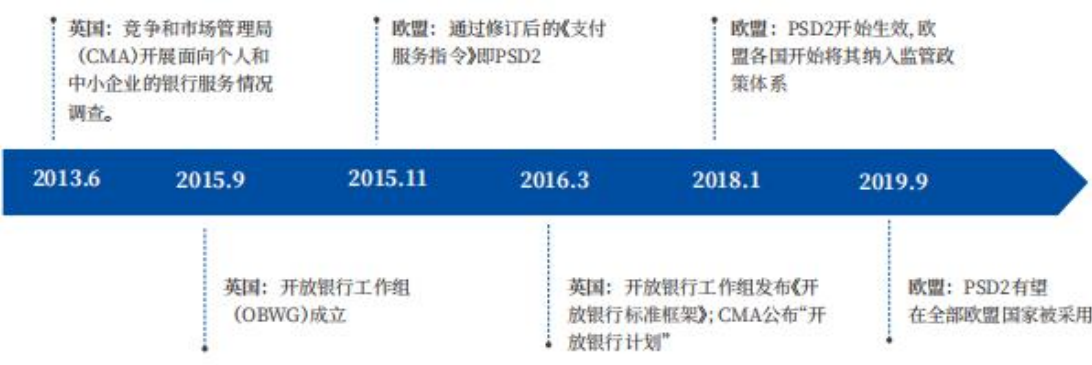 英国：竞争和市场管理局
（CMA）开展面向个人和
中小企业的银行服务情况
调查。
欧盟：通过修订后的《支付
服务指令》即PSD2
欧盟：PSD2开始生效，欧
盟各国开始将其纳入监管政
策体系
2013.6
2015.9
2015.11
2016.3
2018.1
2019.9
英国：开放银行工作组
（OBWG）成立
英国：开放银行工作组发布《开
放银行标准框架》；CMA公布“开
放银行计划”
欧盟：PSD2有望
在全部欧盟国家被采用